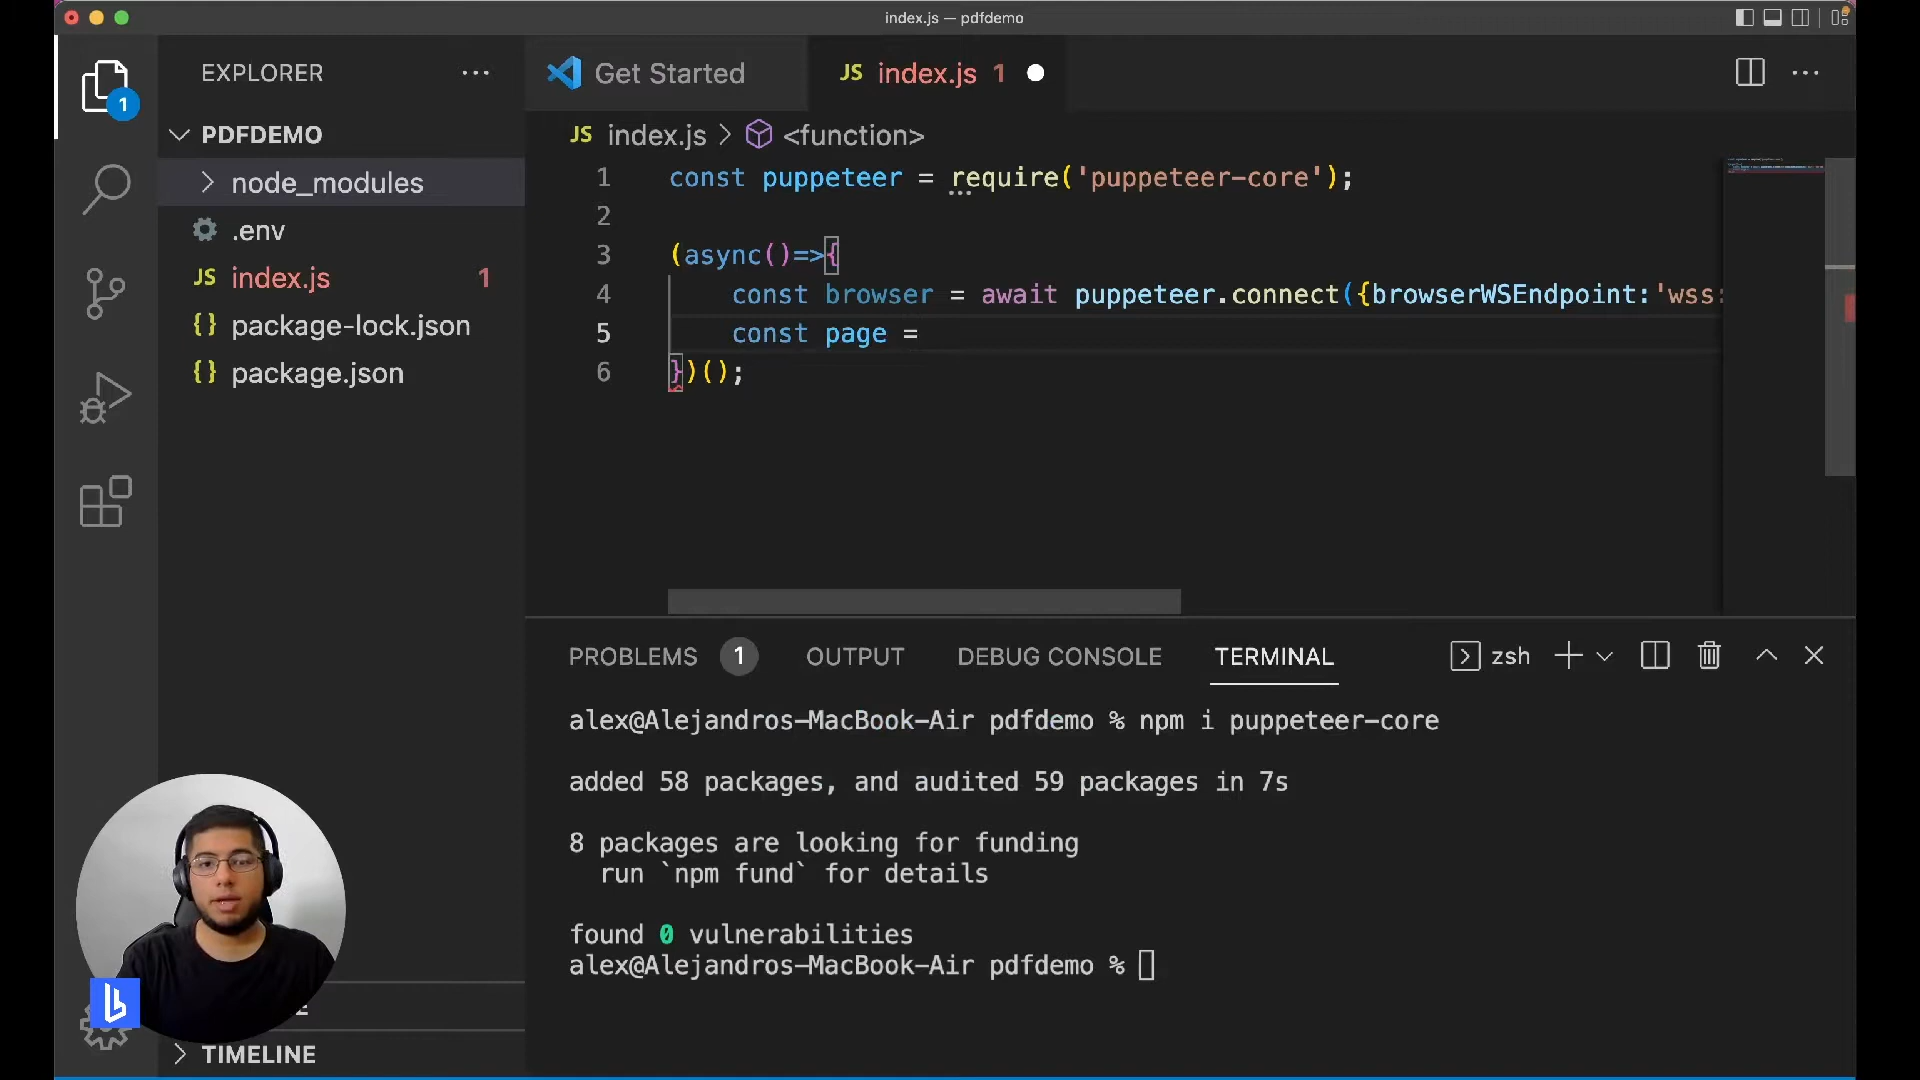 index.js — pdfdemo
EXPLORER
Get Started
JS index.js 1
1
PDFDEMO
JS index.js > <function>
node_modules
.env
JS index.js 1
{} package-lock.json
{} package.json
1 const puppeteer = require('puppeteer-core');
2
3 (async()=>{
4 const browser = await puppeteer.connect({browserWSEndpoint:'wss:
5 const page =
6 })();
PROBLEMS 1 OUTPUT DEBUG CONSOLE TERMINAL zsh
alex@Alejandros-MacBook-Air pdfdemo % npm i puppeteer-core
added 58 packages, and audited 59 packages in 7s
8 packages are looking for funding
run `npm fund` for details
found 0 vulnerabilities
alex@Alejandros-MacBook-Air pdfdemo %
TIMELINE